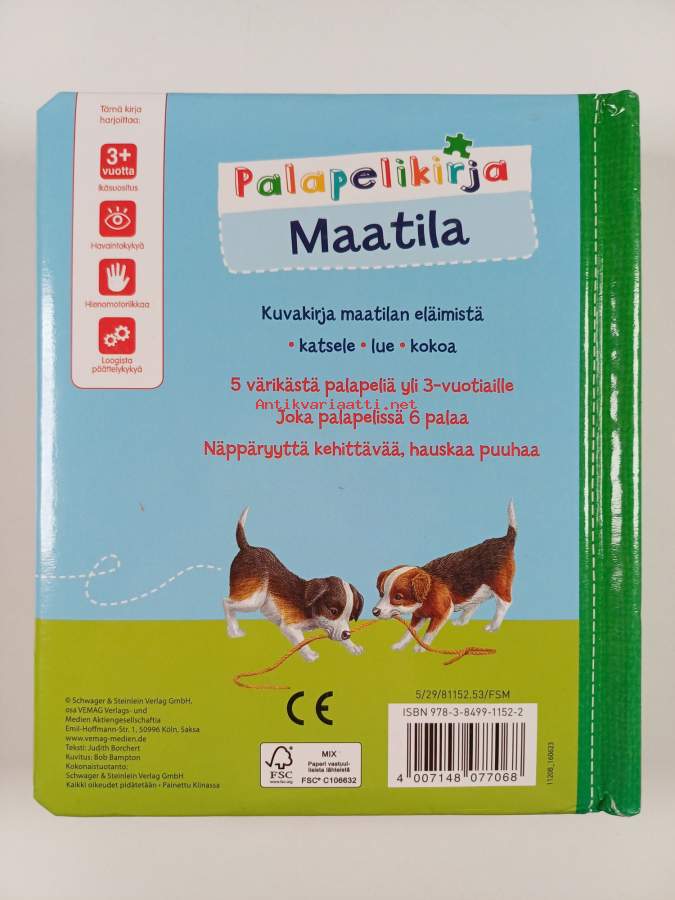 Tämä kirja
harjoittaa:
3+
vuotta
Ikäsuositus
Havaintokykyä
Hienomotoriikkaa
Loogista
päättelykykyä
Palapelikirja
Maatila
Kuvakirja maatilan eläimistä
• katsele • lue • kokoa
5 värikästä palapeliä yli 3-vuotiaille
Antikvariaatti.net
Joka palapelissä 6 palaa
Näppäryyttä kehittävää, hauskaa puuhaa
© Schwager & Steinlein Verlag GmbH,
osa VEMAG Verlags- und
Medien Aktiengesellschaftia
Emil-Hoffmann-Str. 1, 50996 Köln, Saksa
www.vemag-medien.de
Teksti: Judith Borchert
Kuvitus: Bob Bampton
Kokonaistuotanto:
Schwager & Steinlein Verlag GmbH
Kaikki oikeudet pidätetään • Painettu Kiinassa
CE
FSC
www.fsc.org
MIX
Paperi vastuul-
lisista lähteistä
FSC® C106632
5/29/81152.53/FSM
ISBN 978-3-8499-1152-2
4 007148 077068
11208_160633